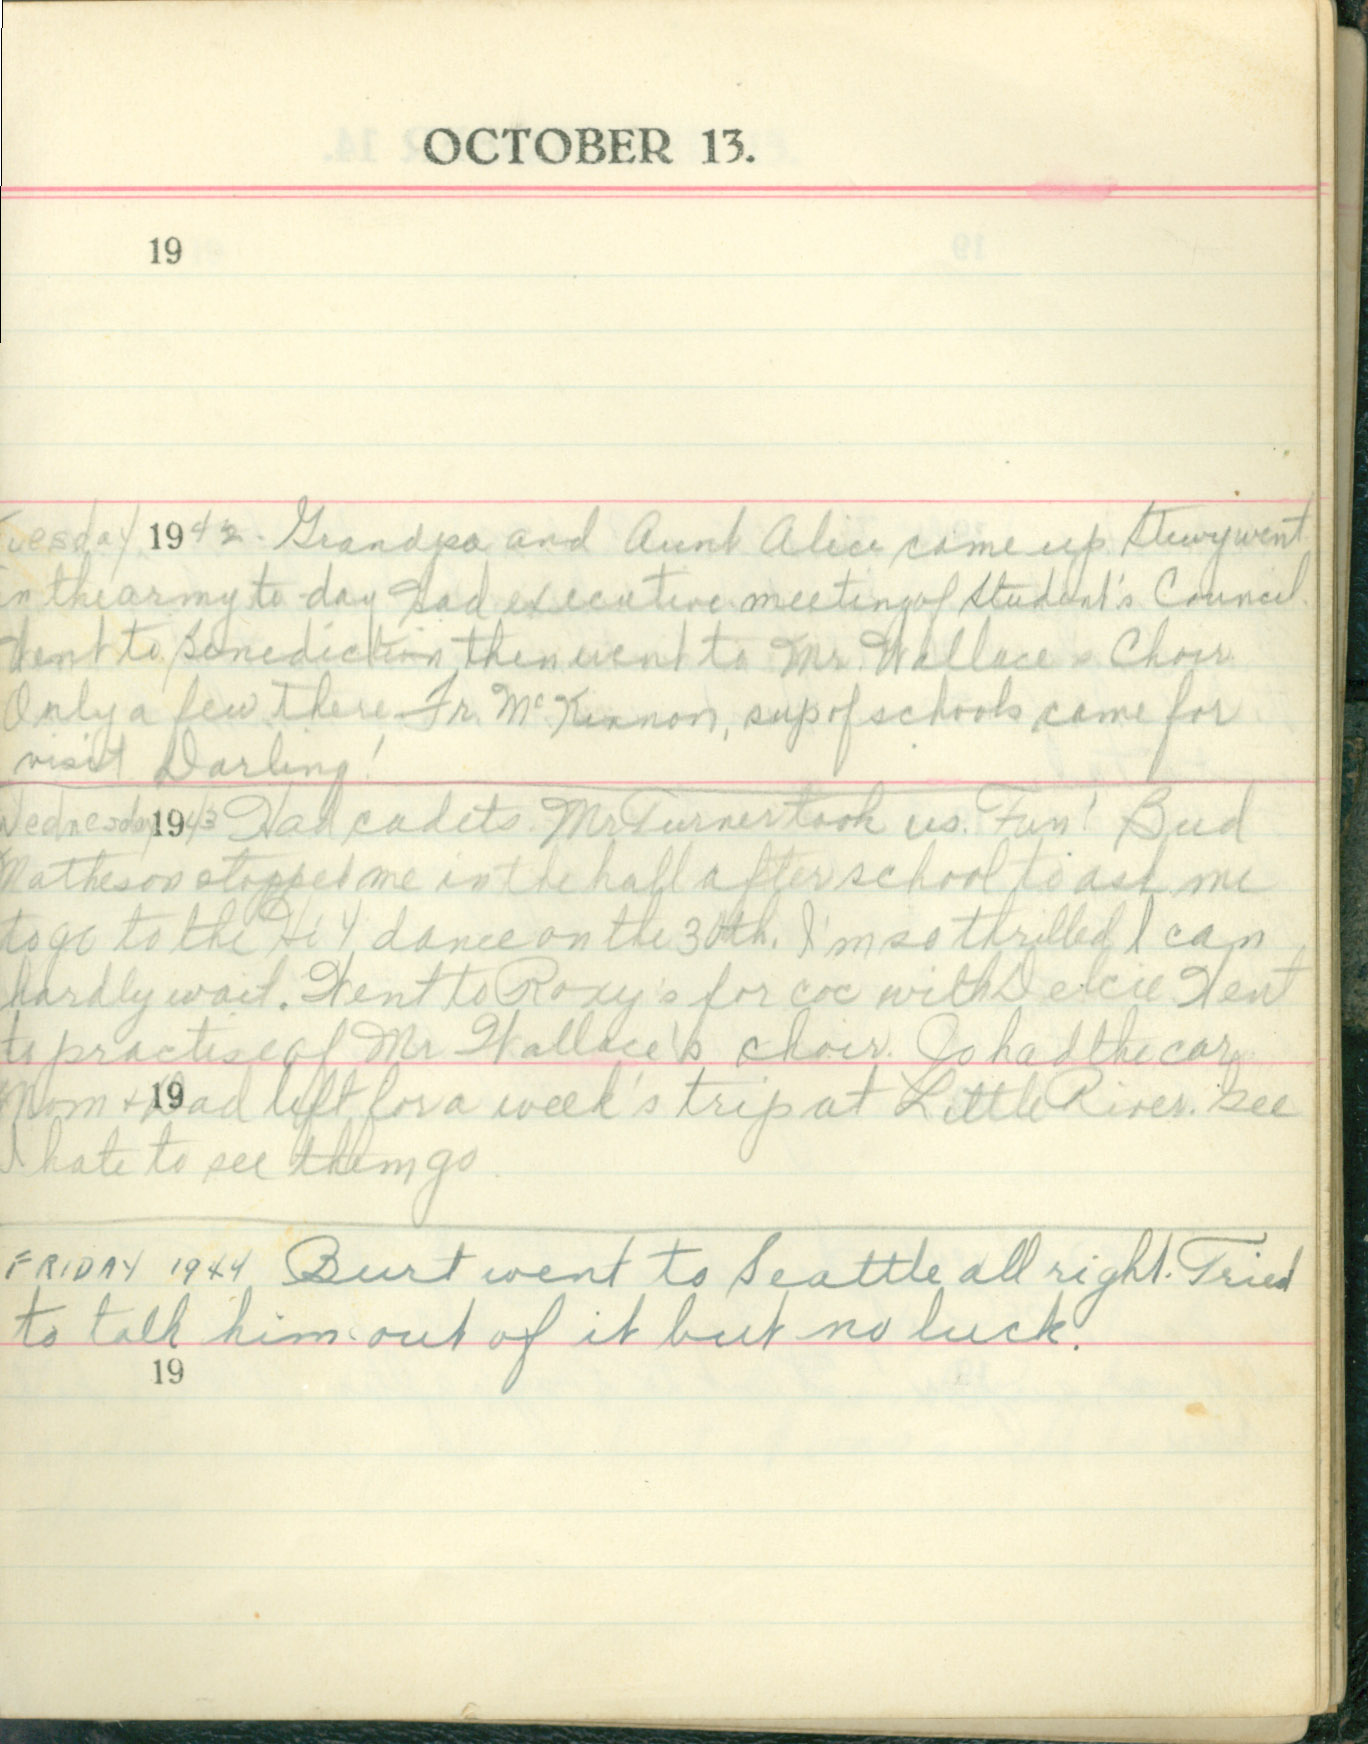 OCTOBER 13.
19
Tuesday 1942. Grandpa and Aunt Alice came up. Stuwy went
in the army to-day Had executive meeting of Student's Council.
Went to Benediction then went to Mr. Wallace's Choir.
Only a few there Fr. McKinnon, sup of schools came for
visit Darling!
Wednesday 1943 Had cadets. Mr Turner took us. Fun! Bud
Matheson stopped me in the hall after school to ask me
to go to the Hi Y dance on the 30th. I'm so thrilled I can
hardly wait. Went to Roxy's for coc with Went
to practise of Mr Wallace's choir. Jo had the car
19
Mom & Dad left for a week's trip at Little River. Gee
I hate to see them go.
FRIDAY 1944 Burt went to Seattle all right. Tried
to talk him out of it but no luck.
19